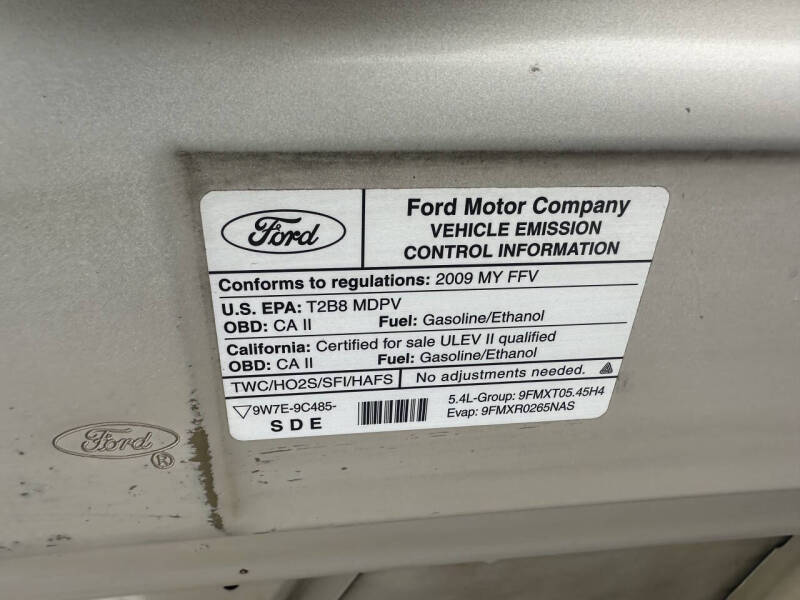 Ford
Ford Motor Company
VEHICLE EMISSION
CONTROL INFORMATION
Conforms to regulations: 2009 MY FFV
U.S. EPA: T2B8 MDPV
OBD: CA II Fuel: Gasoline/Ethanol
California: Certified for sale ULEV II qualified
OBD: CA II Fuel: Gasoline/Ethanol
TWC/HO2S/SFI/HAFS No adjustments needed.
9W7E-9C485-
SDE
5.4L-Group: 9FMXT05.45H4
Evap: 9FMXR0265NAS
Ford ®